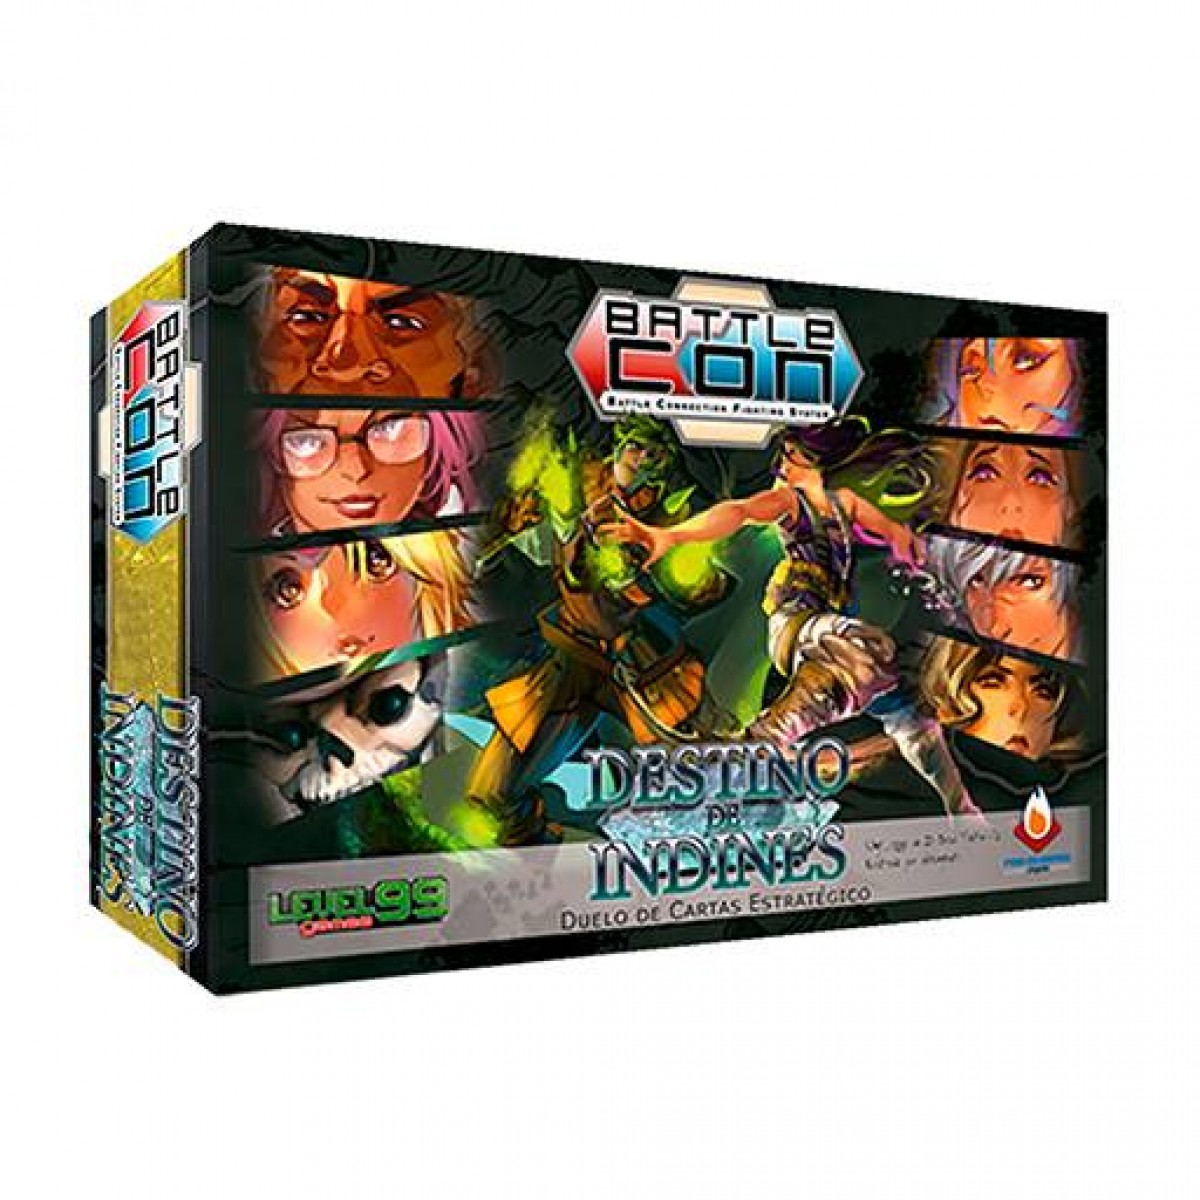 BATTLE
CON
BATTLE CONNECTION FIGHTING SYSTEM
DESTINO
DE
INDINES
DUELO DE CARTAS ESTRATÉGICO
LEVEL 99
BATTLE
CON
DESTINO
DE
INDINES